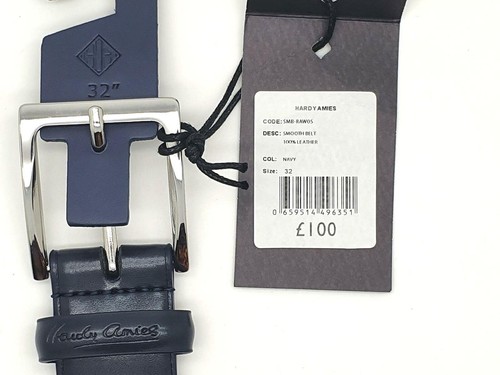 32"
HARDY AMIES
CODE: SMB-RAW05
DESC: SMOOTH BELT
100% LEATHER
COL: NAVY
Size: 32
0 659514 496351
£100
Hardy Amies